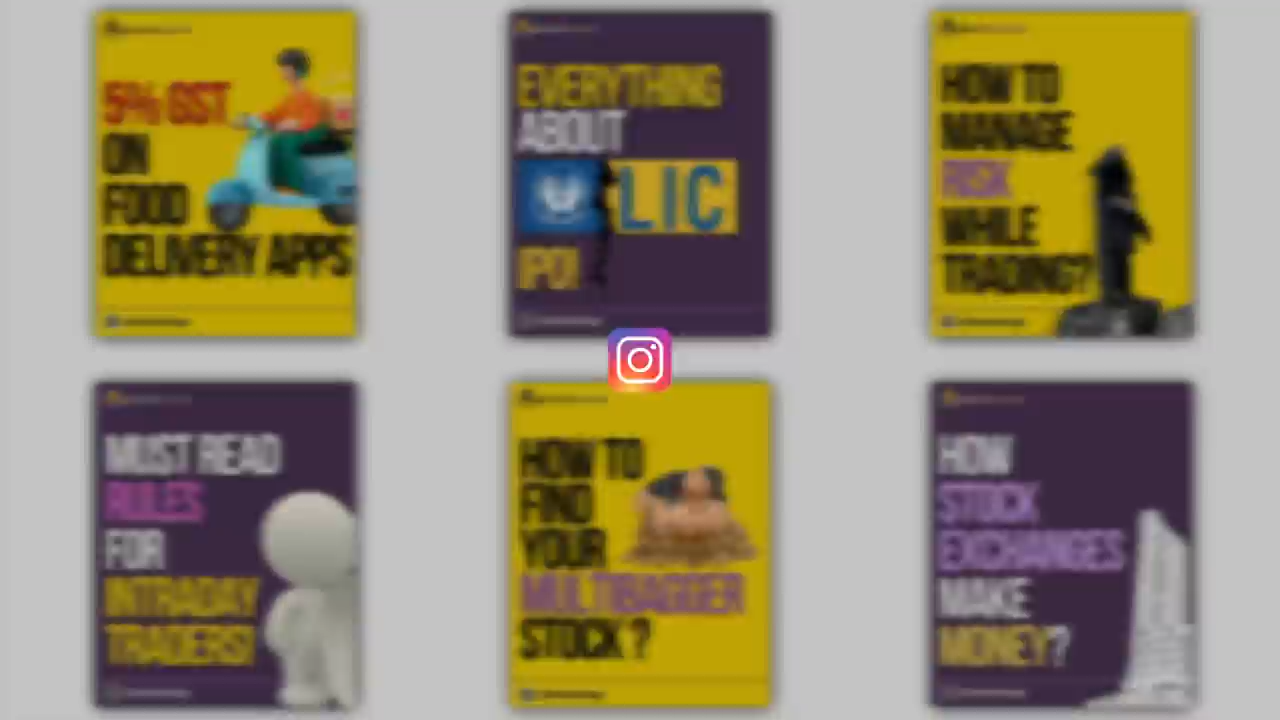 5% GST
ON
FOOD
DELIVERY APPS
EVERYTHING
ABOUT
LIC
IPO!
HOW TO
MANAGE
RISK
WHILE
TRADING?
MUST READ
RULES
FOR
INTRADAY
TRADERS!
HOW TO
FIND
YOUR
MULTIBAGGER
STOCK ?
HOW
STOCK
EXCHANGES
MAKE
MONEY?